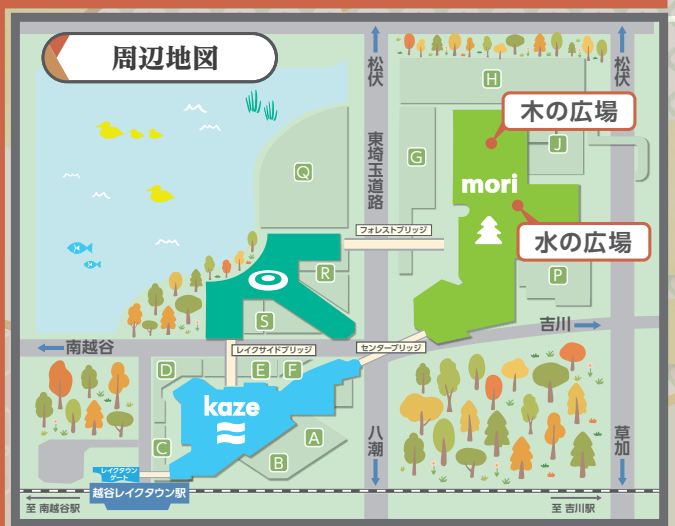 周辺地図
松伏
松伏
H
木の広場
J
東埼玉道路
G
Q
mori
フォレストブリッジ
水の広場
R
P
S
吉川
南越谷
レイクサイドブリッジ
センターブリッジ
D
E
F
kaze
A
八潮
草加
C
B
レイクタウン
ゲート
越谷レイクタウン駅
至 南越谷駅
至 吉川駅